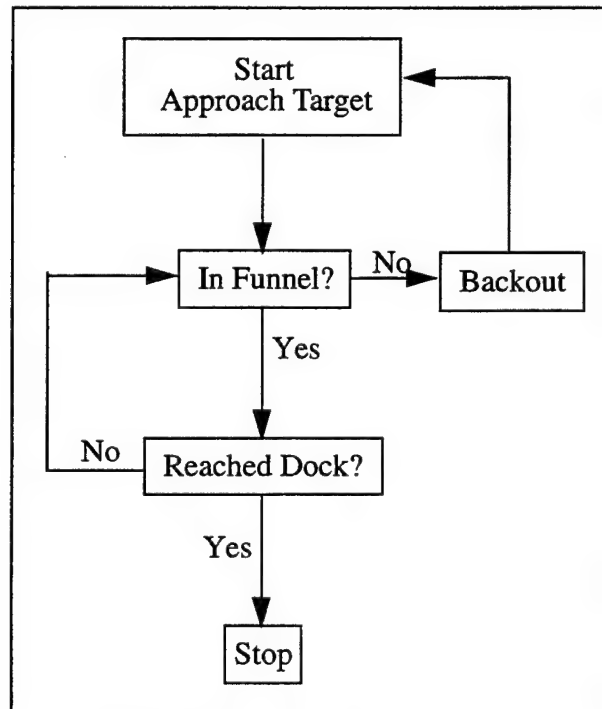 Start
Approach Target
In Funnel?
No
Backout
Yes
No
Reached Dock?
Yes
Stop